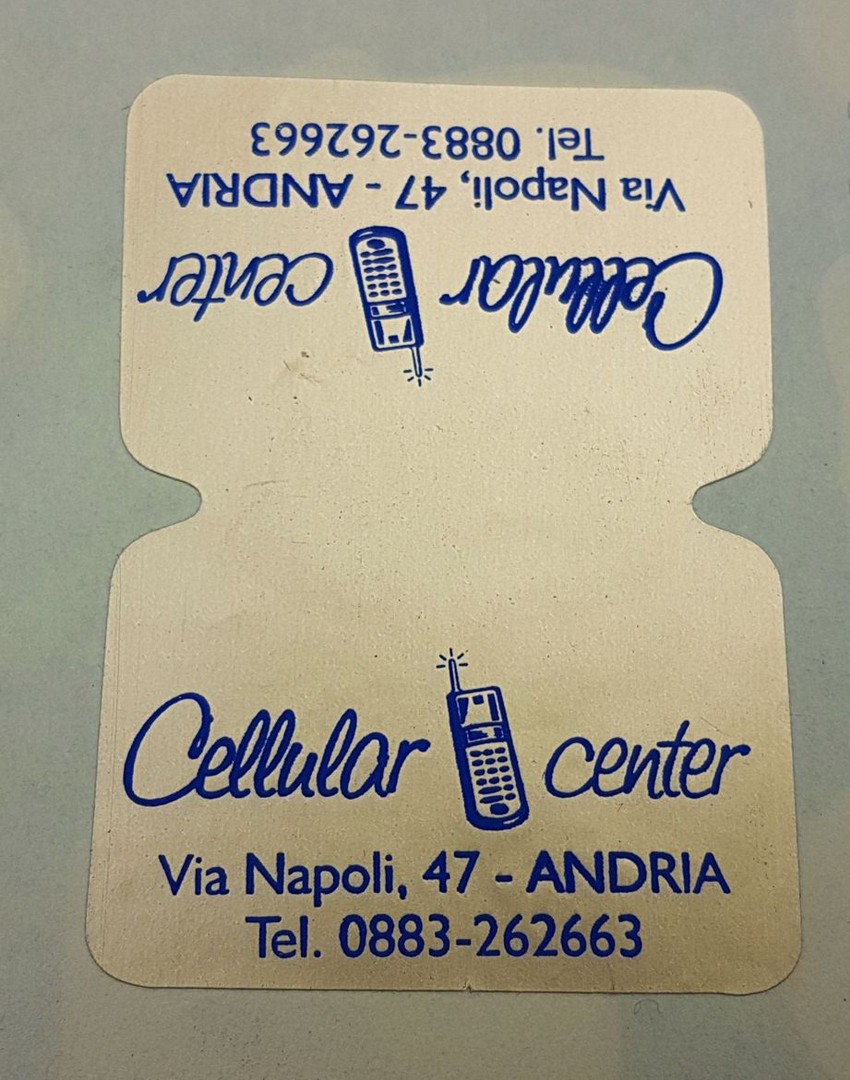 Tel. 0883-262663
Via Napoli, 47 - ANDRIA
Cellular center
Cellular center
Via Napoli, 47 - ANDRIA
Tel. 0883-262663